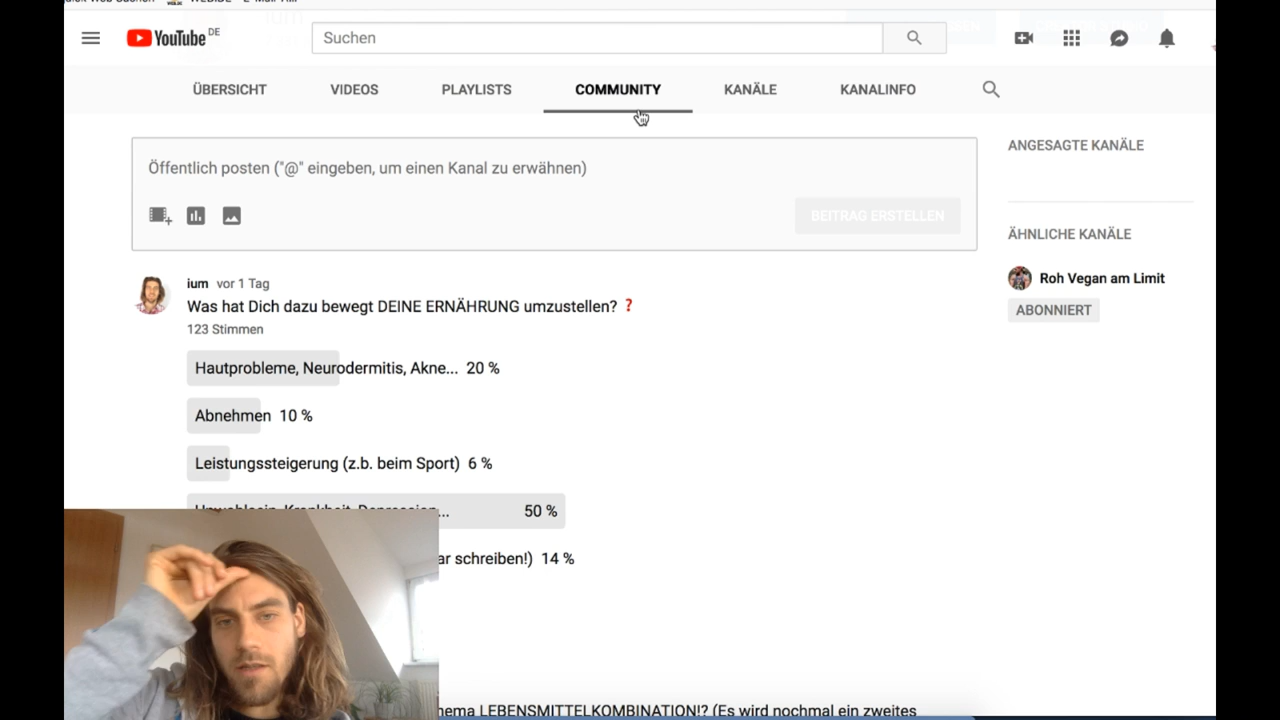 YouTube DE
Suchen
ÜBERSICHT
VIDEOS
PLAYLISTS
COMMUNITY
KANÄLE
KANALINFO
Öffentlich posten ("@" eingeben, um einen Kanal zu erwähnen)
BEITRAG ERSTELLEN
ANGESAGTE KANÄLE
ÄHNLICHE KANÄLE
Roh Vegan am Limit
ABONNIERT
ium vor 1 Tag
Was hat Dich dazu bewegt DEINE ERNÄHRUNG umzustellen? ❓
123 Stimmen
Hautprobleme, Neurodermitis, Akne... 20 %
Abnehmen 10 %
Leistungssteigerung (z.b. beim Sport) 6 %
Unwohlsein, Krankheit, Depression... 50 %
schreiben!) 14 %
LEBENSMITTELKOMBINATION!? (Es wird nochmal ein zweites